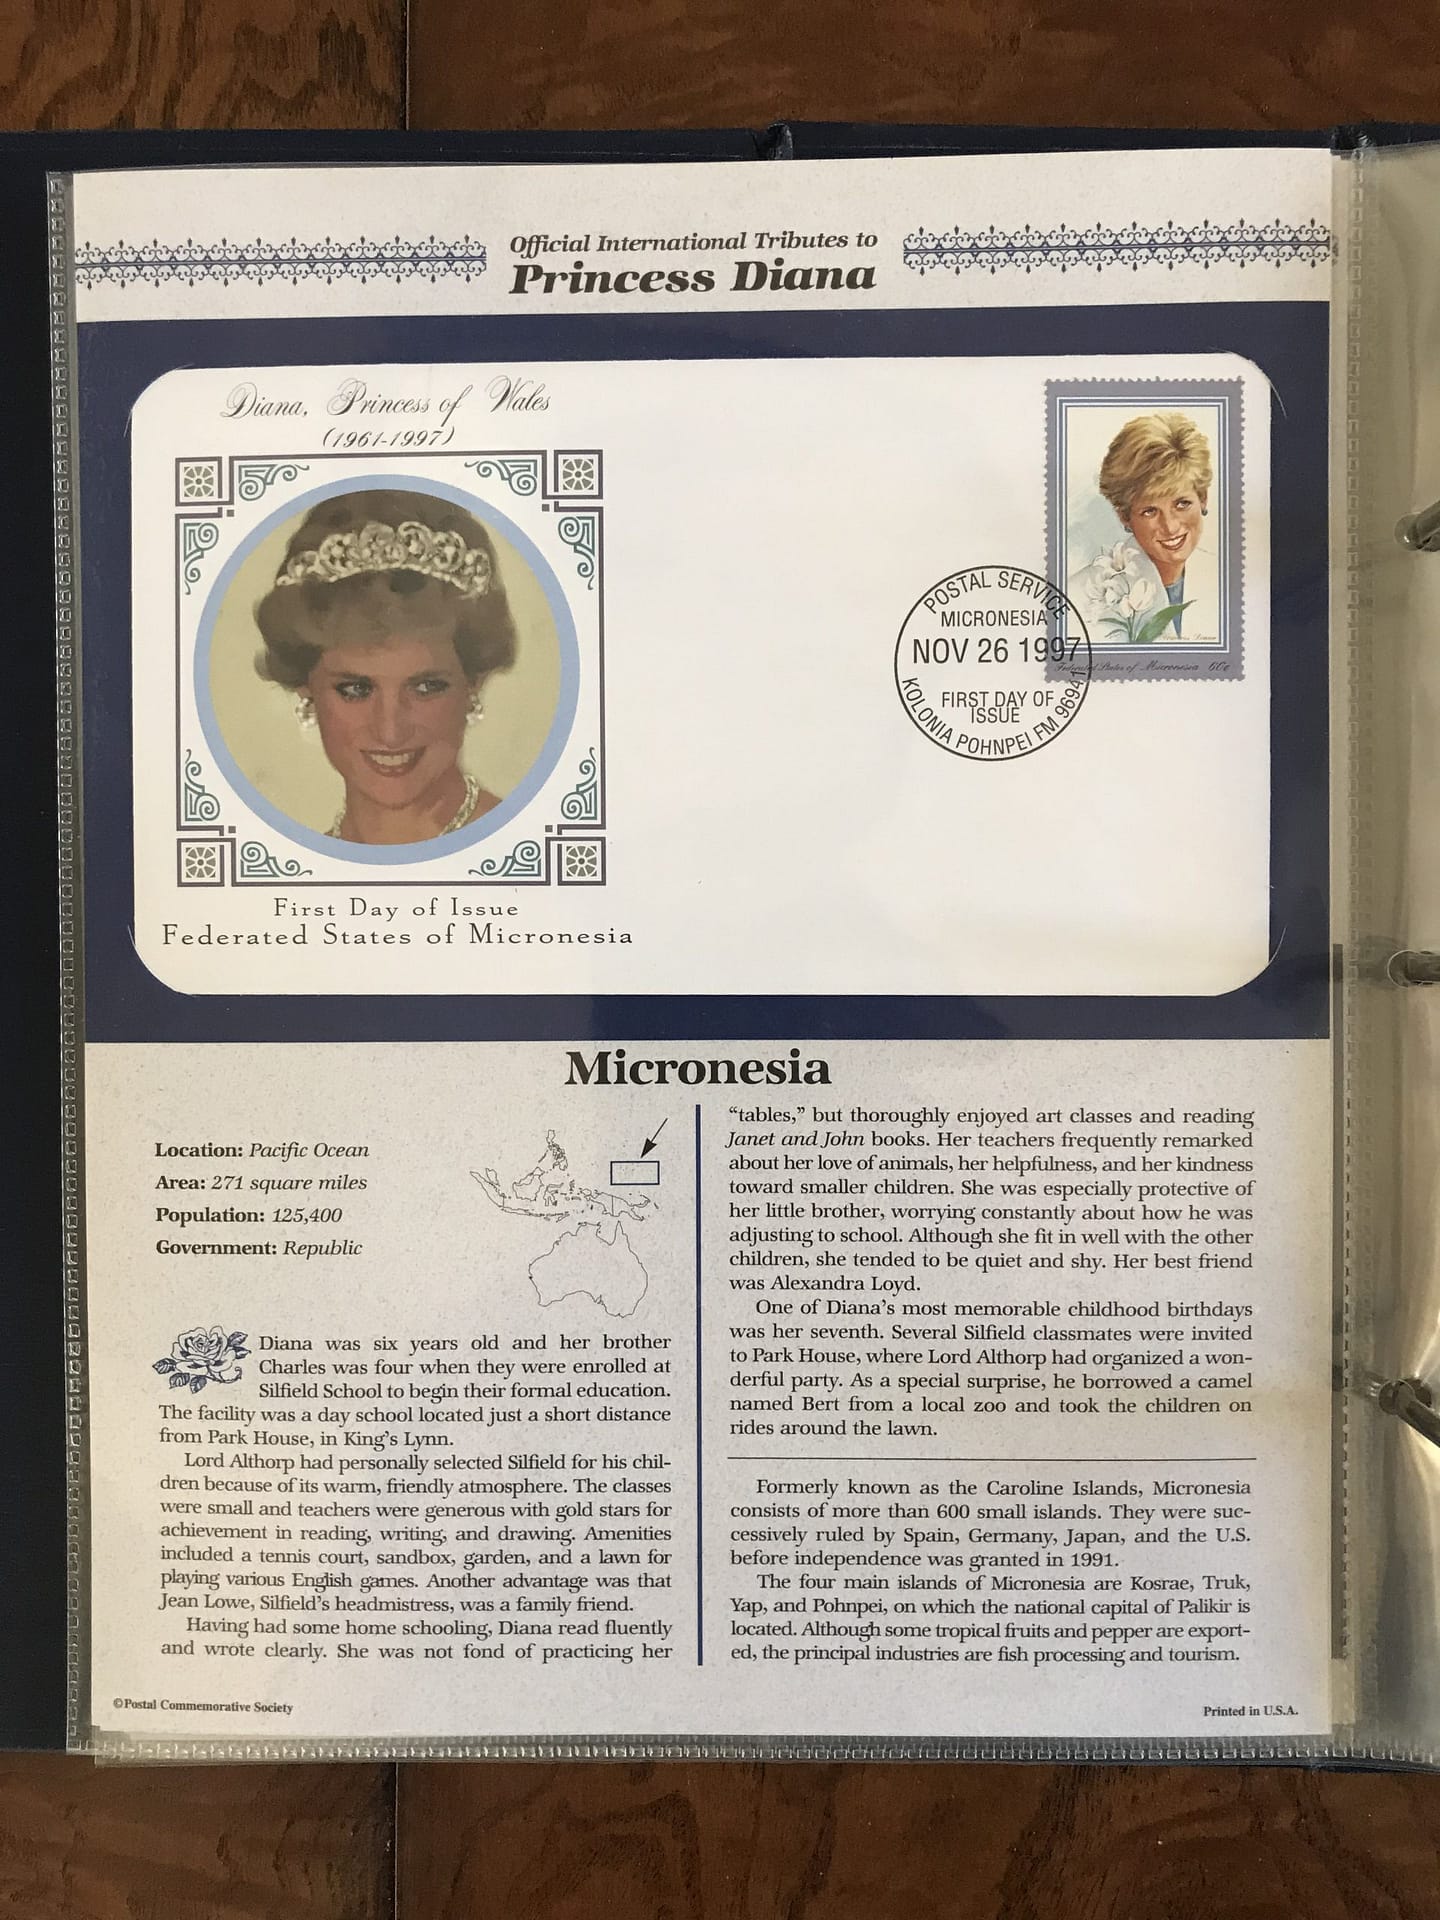 Official International Tributes to
Princess Diana
Diana, Princess of Wales
(1961-1997)
First Day of Issue
Federated States of Micronesia
Princess Diana
Federated States of Micronesia 60¢
POSTAL SERVICE
MICRONESIA
NOV 26 1997
FIRST DAY OF
ISSUE
KOLONIA POHNPEI FM 96941
Micronesia
Location: Pacific Ocean
Area: 271 square miles
Population: 125,400
Government: Republic
Diana was six years old and her brother
Charles was four when they were enrolled at
Silfield School to begin their formal education.
The facility was a day school located just a short distance
from Park House, in King's Lynn.
Lord Althorp had personally selected Silfield for his chil-
dren because of its warm, friendly atmosphere. The classes
were small and teachers were generous with gold stars for
achievement in reading, writing, and drawing. Amenities
included a tennis court, sandbox, garden, and a lawn for
playing various English games. Another advantage was that
Jean Lowe, Silfield's headmistress, was a family friend.
Having had some home schooling, Diana read fluently
and wrote clearly. She was not fond of practicing her
“tables,” but thoroughly enjoyed art classes and reading
Janet and John books. Her teachers frequently remarked
about her love of animals, her helpfulness, and her kindness
toward smaller children. She was especially protective of
her little brother, worrying constantly about how he was
adjusting to school. Although she fit in well with the other
children, she tended to be quiet and shy. Her best friend
was Alexandra Loyd.
One of Diana's most memorable childhood birthdays
was her seventh. Several Silfield classmates were invited
to Park House, where Lord Althorp had organized a won-
derful party. As a special surprise, he borrowed a camel
named Bert from a local zoo and took the children on
rides around the lawn.
Formerly known as the Caroline Islands, Micronesia
consists of more than 600 small islands. They were suc-
cessively ruled by Spain, Germany, Japan, and the U.S.
before independence was granted in 1991.
The four main islands of Micronesia are Kosrae, Truk,
Yap, and Pohnpei, on which the national capital of Palikir is
located. Although some tropical fruits and pepper are export-
ed, the principal industries are fish processing and tourism.
©Postal Commemorative Society
Printed in U.S.A.